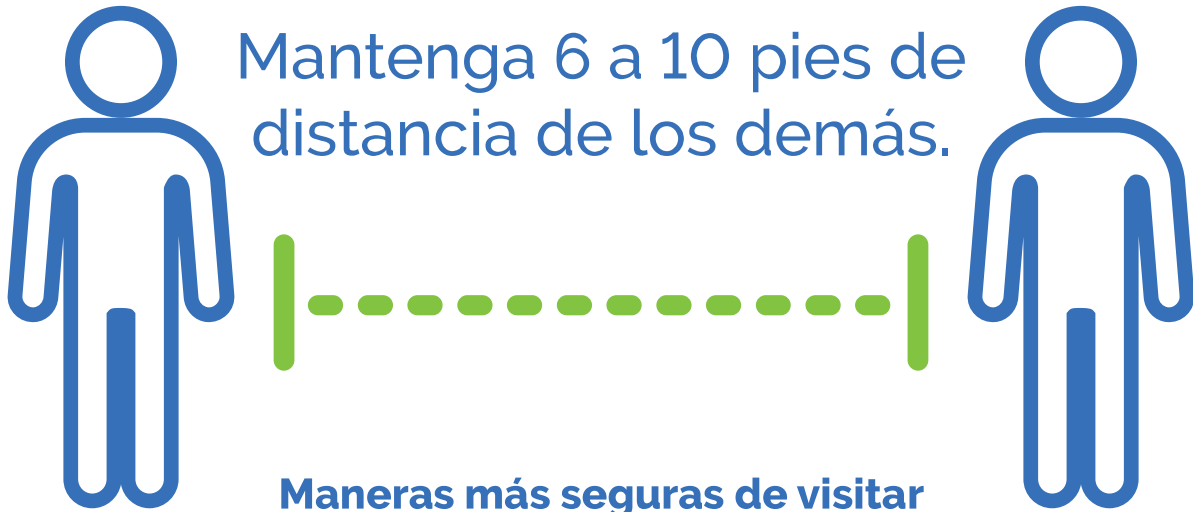 Mantenga 6 a 10 pies de
distancia de los demás.
Maneras más seguras de visitar